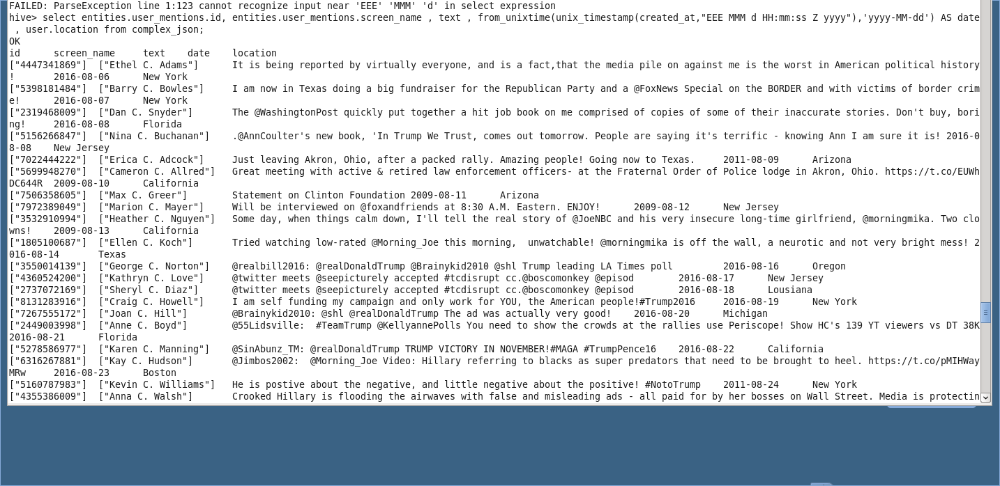 FAILED: ParseException line 1:123 cannot recognize input near 'EEE' 'MMM' 'd' in select expression
hive> select entities.user_mentions.id, entities.user_mentions.screen_name , text , from_unixtime(unix_timestamp(created_at,"EEE MMM d HH:mm:ss Z yyyy"),'yyyy-MM-dd') AS date
 , user.location from complex_json;
OK
id	screen_name	text	date	location
["4447341869"]	["Ethel C. Adams"]	It is being reported by virtually everyone, and is a fact,that the media pile on against me is the worst in American political history
!	2016-08-06	New York
["5398181484"]	["Barry C. Bowles"]	I am now in Texas doing a big fundraiser for the Republican Party and a @FoxNews Special on the BORDER and with victims of border crim
e!	2016-08-07	New York
["2319468009"]	["Dan C. Snyder"]	The @WashingtonPost quickly put together a hit job book on me comprised of copies of some of their inaccurate stories. Don't buy, bori
ng!	2016-08-08	Florida
["5156266847"]	["Nina C. Buchanan"]	.@AnnCoulter's new book, 'In Trump We Trust, comes out tomorrow. People are saying it's terrific - knowing Ann I am sure it is! 2016-0
8-08	New Jersey
["7022444222"]	["Erica C. Adcock"]	Just leaving Akron, Ohio, after a packed rally. Amazing people! Going now to Texas.	2011-08-09	Arizona
["5699948270"]	["Cameron C. Allred"]	Great meeting with active & retired law enforcement officers- at the Fraternal Order of Police lodge in Akron, Ohio. https://t.co/EUWh
DC644R	2009-08-10	California
["7506358605"]	["Max C. Greer"]	Statement on Clinton Foundation 2009-08-11	Arizona
["7972389049"]	["Marion C. Mayer"]	Will be interviewed on @foxandfriends at 8:30 A.M. Eastern. ENJOY!	2009-08-12	New Jersey
["3532910994"]	["Heather C. Nguyen"]	Some day, when things calm down, I'll tell the real story of @JoeNBC and his very insecure long-time girlfriend, @morningmika. Two clo
wns!	2009-08-13	California
["1805100687"]	["Ellen C. Koch"]	Tried watching low-rated @Morning_Joe this morning,  unwatchable! @morningmika is off the wall, a neurotic and not very bright mess! 2
016-08-14	Texas
["3550014139"]	["George C. Norton"]	@realbill2016: @realDonaldTrump @Brainykid2010 @shl Trump leading LA Times poll	2016-08-16	Oregon
["4360524200"]	["Kathryn C. Love"]	@twitter meets @seepicturely accepted #tcdisrupt cc.@boscomonkey @episod	2016-08-17	New Jersey
["2737072169"]	["Sheryl C. Diaz"]	@twitter meets @seepicturely accepted #tcdisrupt cc.@boscomonkey @episod	2016-08-18	Lousiana
["8131283916"]	["Craig C. Howell"]	I am self funding my campaign and only work for YOU, the American people!#Trump2016	2016-08-19	New York
["7267555172"]	["Joan C. Hill"]	@Brainykid2010: @shl @realDonaldTrump The ad was actually very good!	2016-08-20	Michigan
["2449003998"]	["Anne C. Boyd"]	@55Lidsville:  #TeamTrump @KellyannePolls You need to show the crowds at the rallies use Periscope! Show HC's 139 YT viewers vs DT 38K
2016-08-21	Florida
["5278586977"]	["Karen C. Manning"]	@SinAbunz_TM: @realDonaldTrump TRUMP VICTORY IN NOVEMBER!#MAGA #TrumpPence16	2016-08-22	California
["6316267881"]	["Kay C. Hudson"]	@Jimbos2002:  @Morning_Joe Video: Hillary referring to blacks as super predators that need to be brought to heel. https://t.co/pMIHWay
MRw	2016-08-23	Boston
["5160787983"]	["Kevin C. Williams"]	He is postive about the negative, and little negative about the positive! #NotoTrump	2011-08-24	New York
["4355386009"]	["Anna C. Walsh"]	Crooked Hillary is flooding the airwaves with false and misleading ads - all paid for by her bosses on Wall Street. Media is protectin